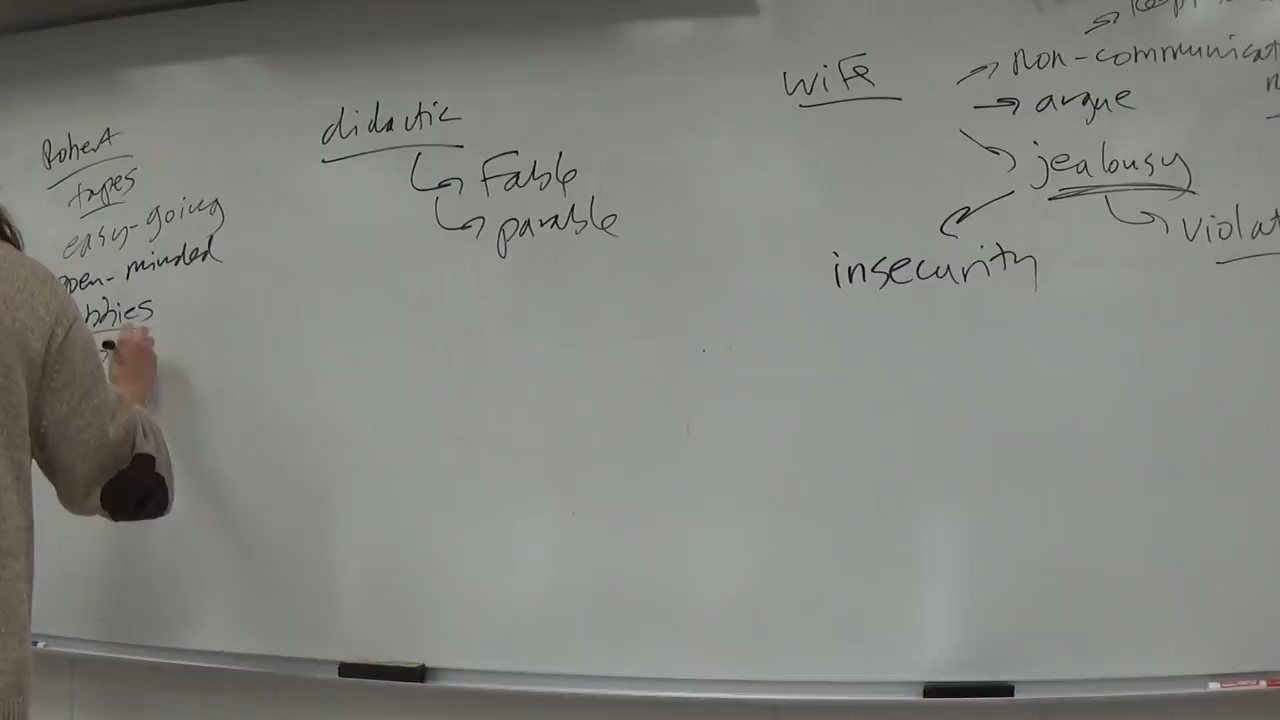 Robert
tapes
easy-going
open-minded
didactic
Fable
parable
wife
non-communicat
argue
jealousy
violat
insecurity